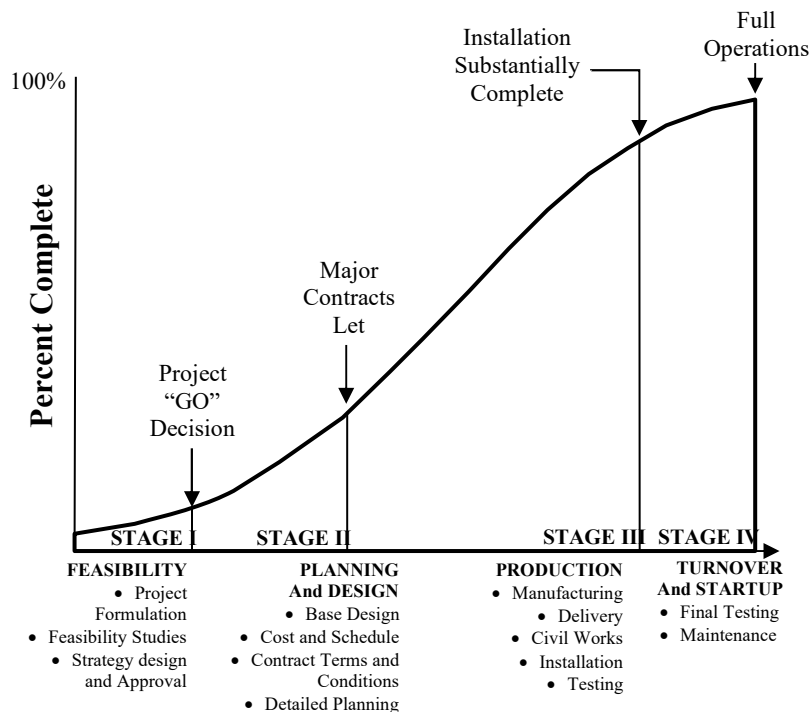 Full
Operations
Installation
Substantially
Complete
100%
Percent Complete
Major
Contracts
Let
Project
“GO”
Decision
STAGE I
STAGE II
STAGE III
STAGE IV
FEASIBILITY
• Project
Formulation
• Feasibility Studies
• Strategy design
and Approval
PLANNING
And DESIGN
• Base Design
• Cost and Schedule
• Contract Terms and
Conditions
• Detailed Planning
PRODUCTION
• Manufacturing
• Delivery
• Civil Works
• Installation
• Testing
TURNOVER
And STARTUP
• Final Testing
• Maintenance